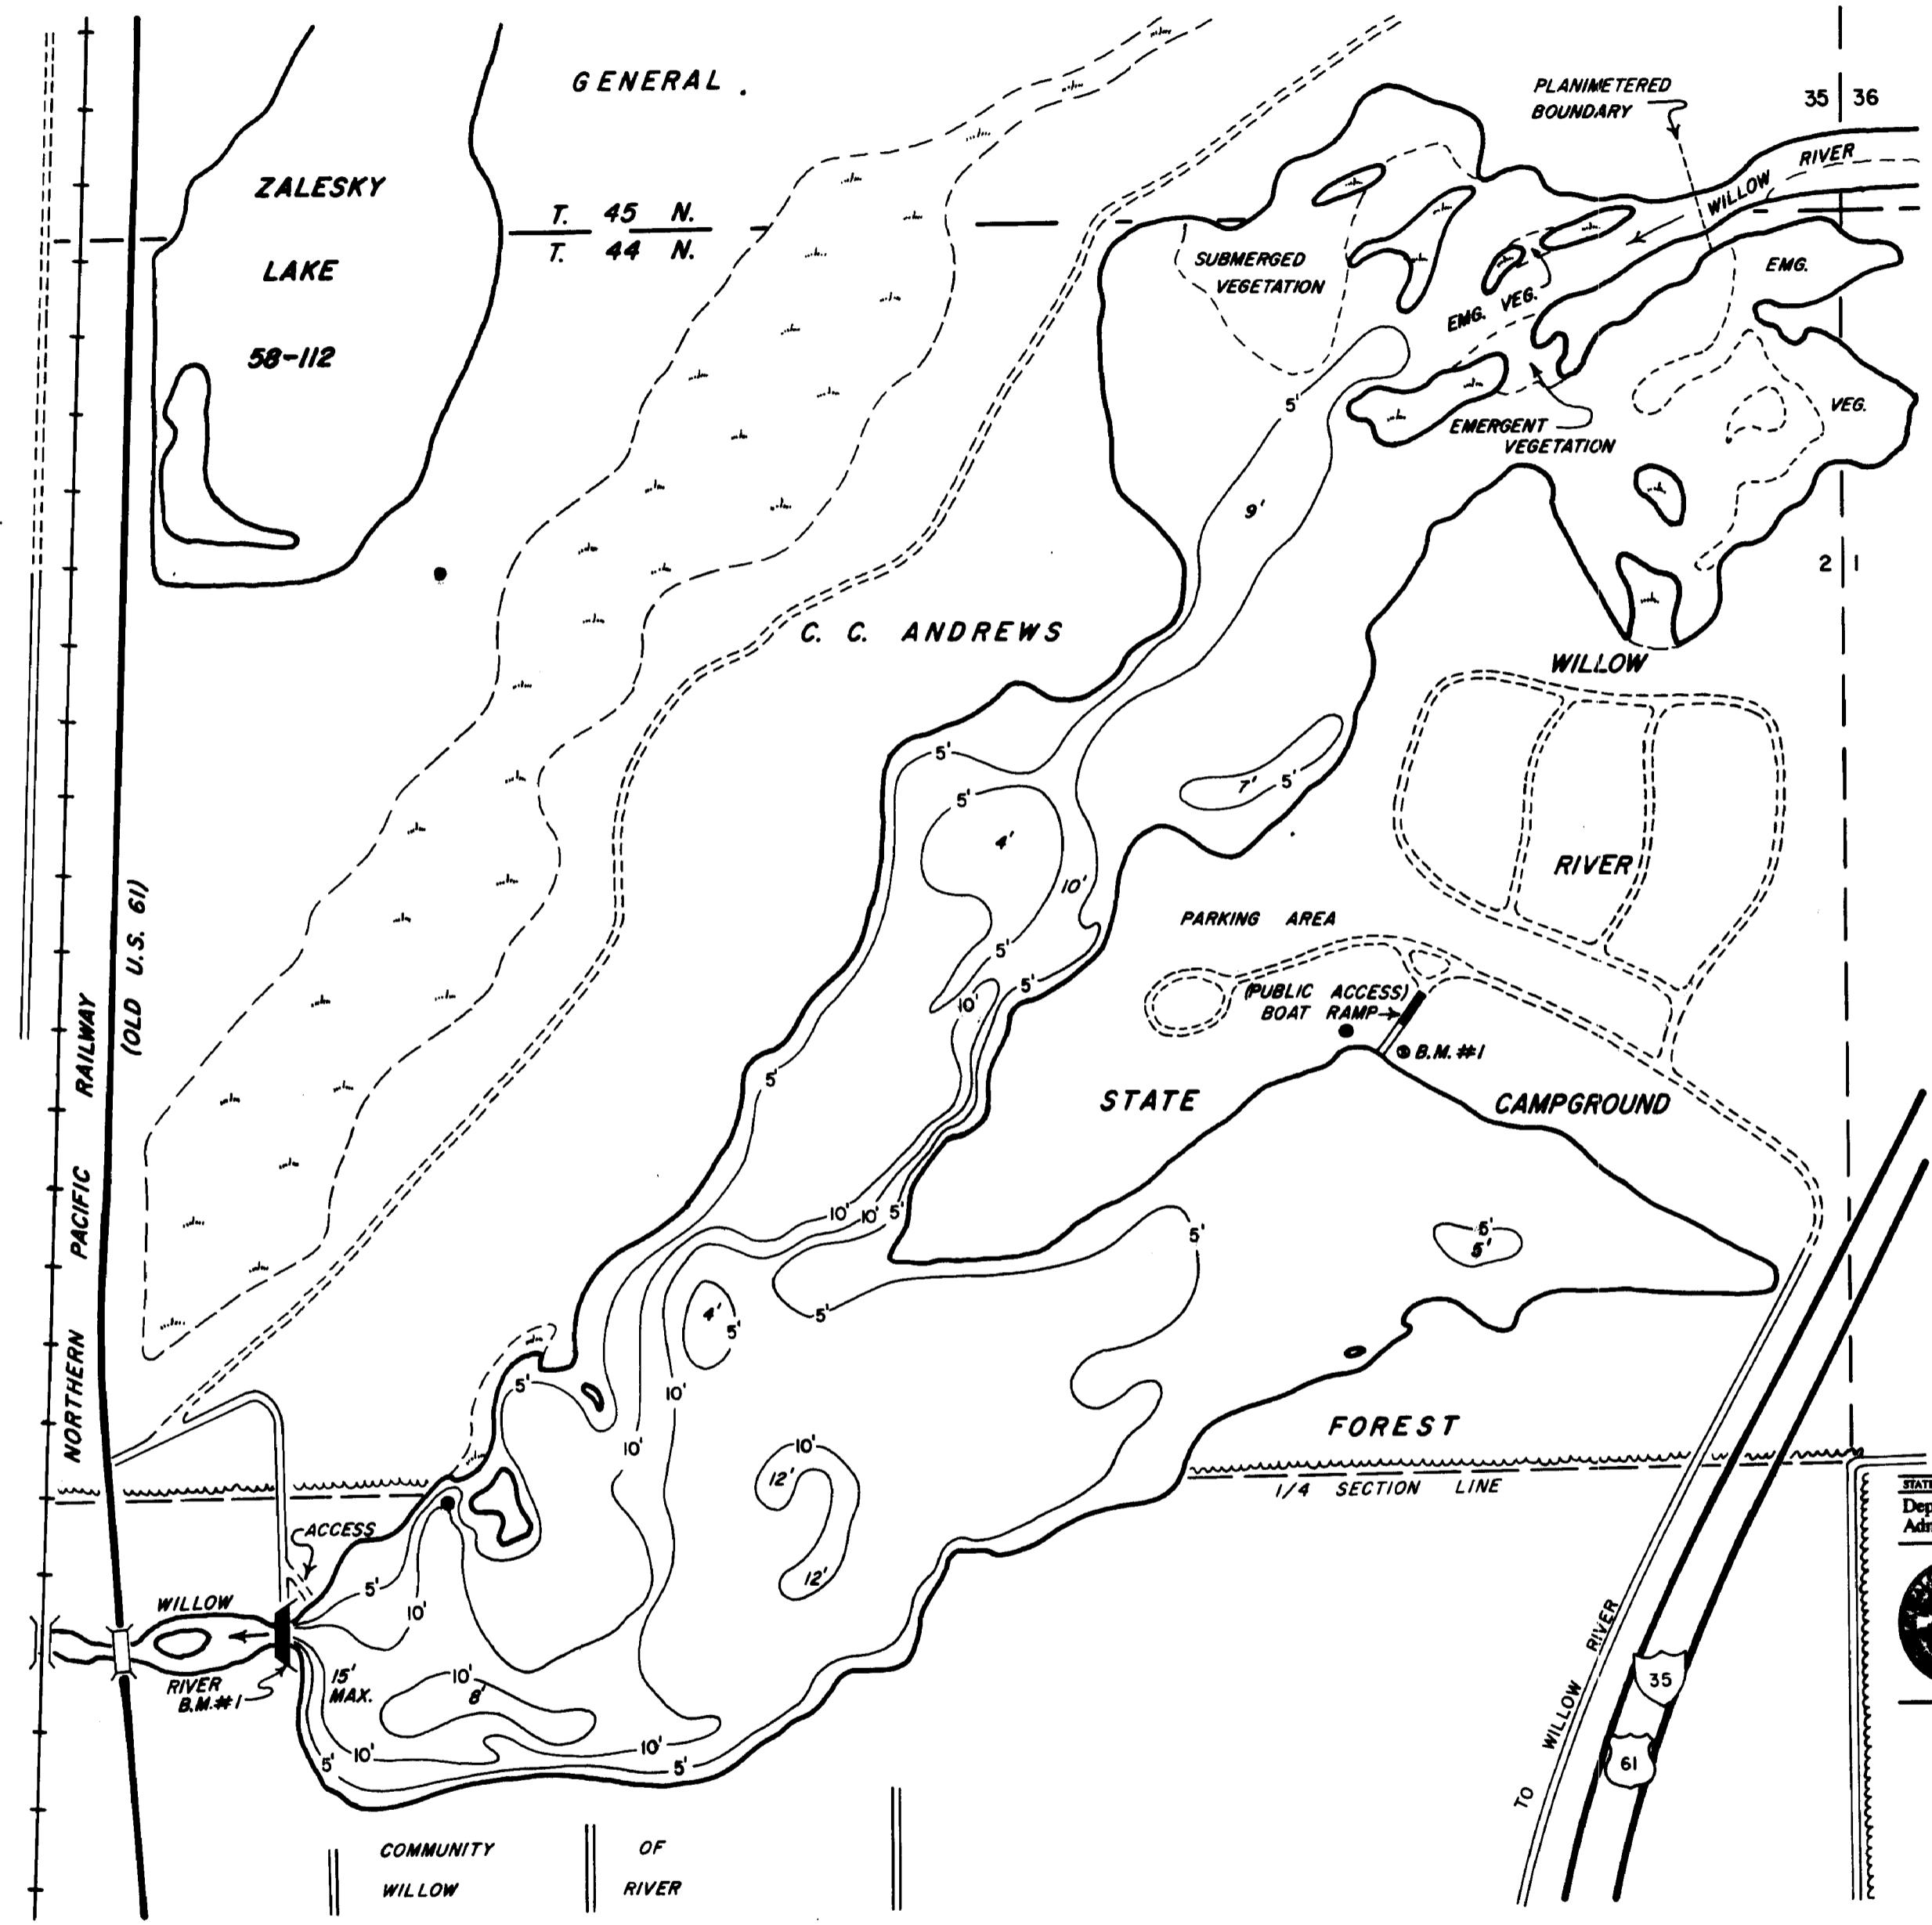 GENERAL
PLANIMETERED
BOUNDARY
35 36
RIVER
WILLOW
ZALESKY
LAKE
58-112
T. 45 N.
T. 44 N.
SUBMERGED
VEGETATION
EMG. VEG.
EMG.
VEG.
5'
EMERGENT
VEGETATION
9'
2 1
C. C. ANDREWS
WILLOW
RIVER
CAMPGROUND
5'
5'
4'
7' 5'
10'
5'
10'
5'
PARKING AREA
(PUBLIC ACCESS)
BOAT RAMP
B.M. #1
STATE
FOREST
5'
10' 10' 5'
5'
5'
5'
5'
4'
5'
10'
5'
10'
10'
12'
12'
1/4 SECTION LINE
NORTHERN PACIFIC RAILWAY
(OLD U.S. 61)
ACCESS
5'
10'
WILLOW
RIVER
B.M.#1
15'
MAX.
10'
8'
10'
5' 10'
5'
TO WILLOW RIVER
35
61
COMMUNITY OF
WILLOW RIVER